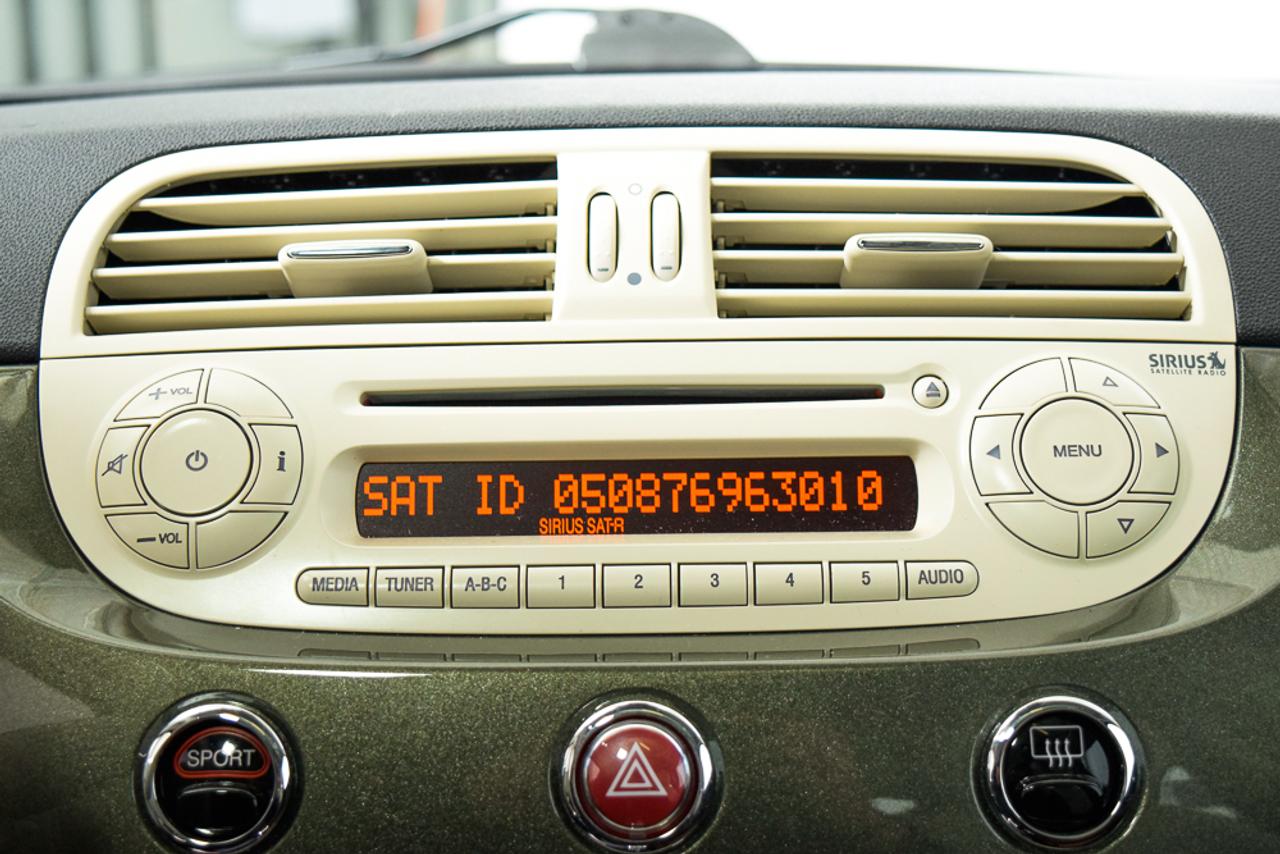 SIRIUS
SATELLITE RADIO
+ VOL
i
MENU
SAT ID 050876963010
SIRIUS SAT-R
— VOL
MEDIA TUNER A-B-C 1 2 3 4 5 AUDIO
SPORT